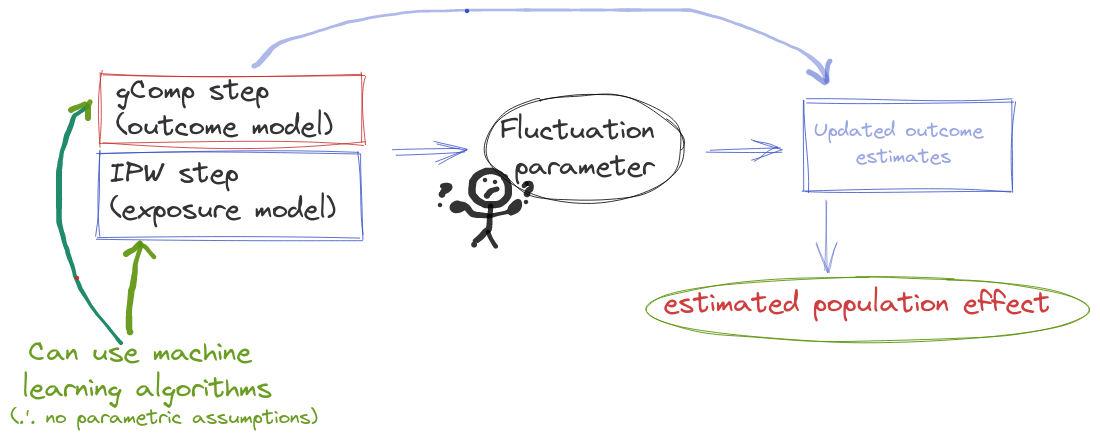 gComp step
(outcome model)
IPW step
(exposure model)
Fluctuation
parameter
? ?
Updated outcome
estimates
estimated population effect
Can use machine
learning algorithms
(.'. no parametric assumptions)